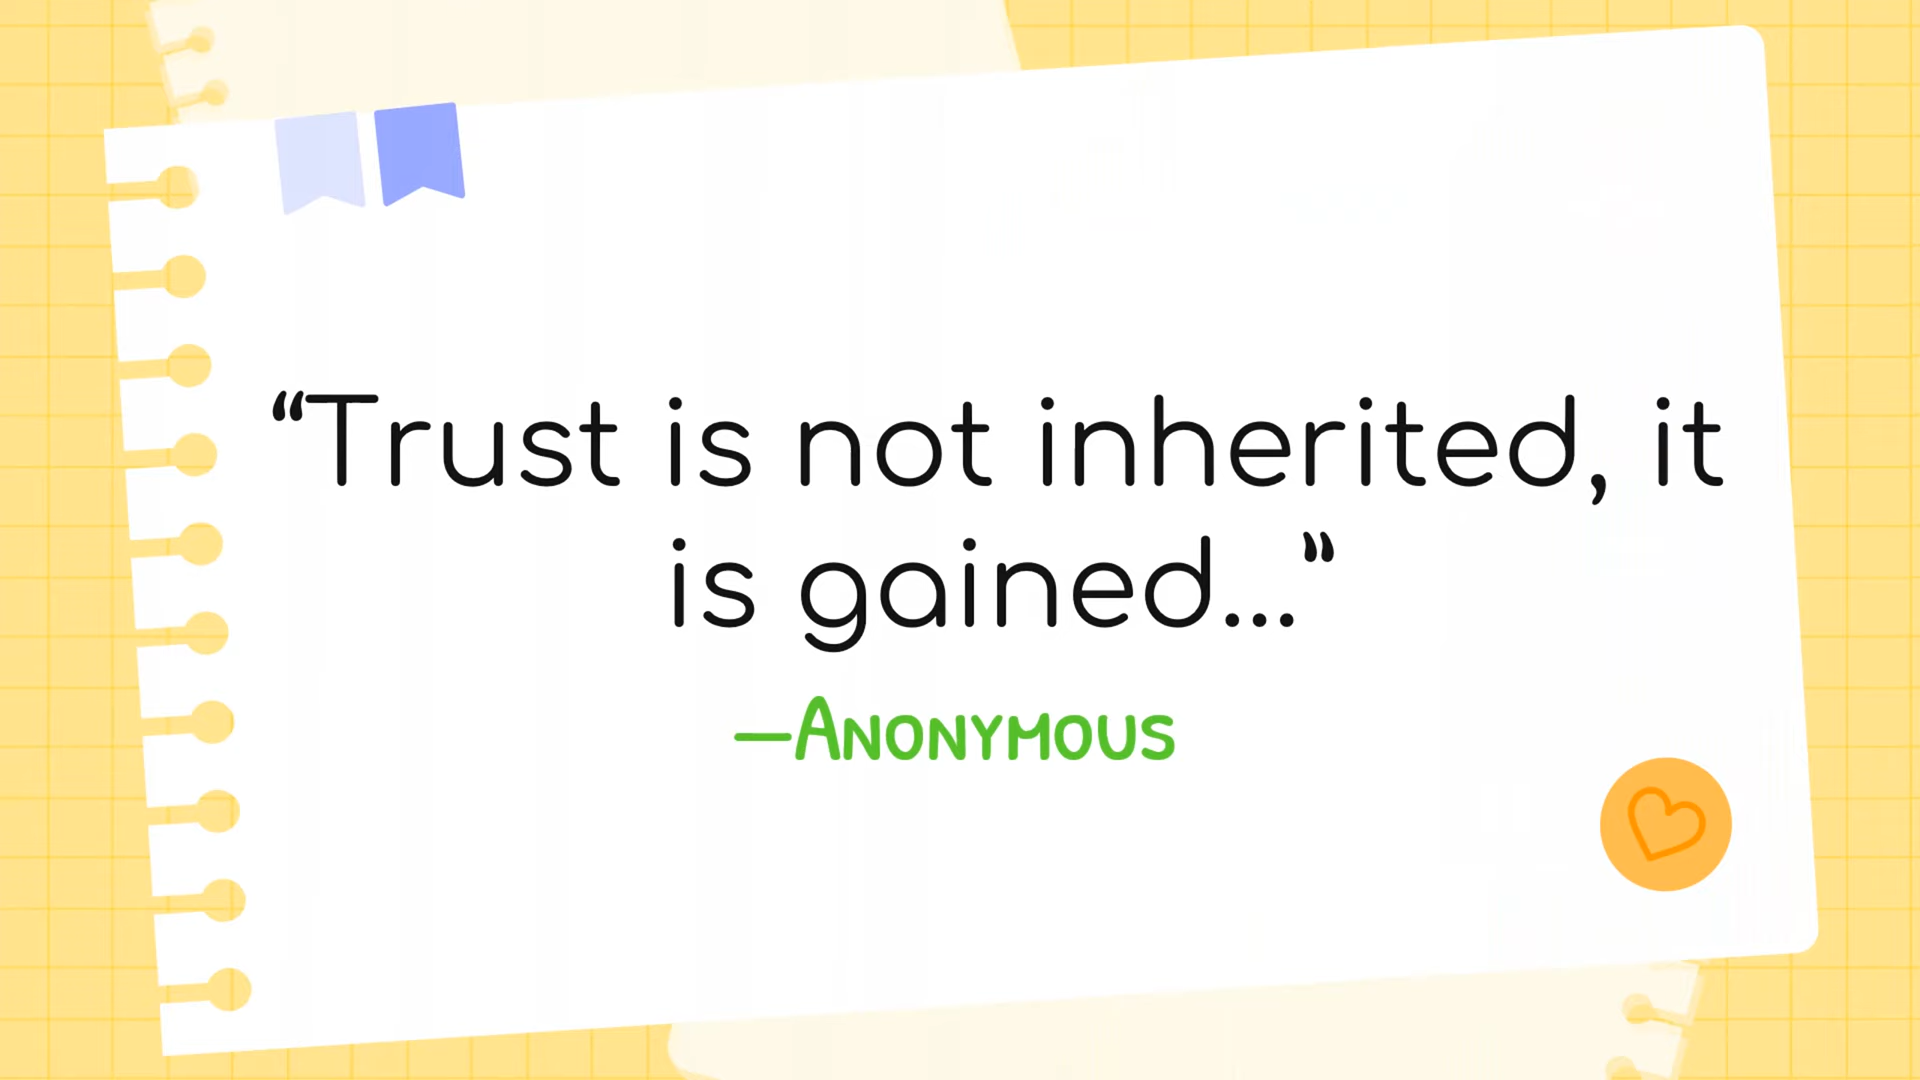 “Trust is not inherited, it
is gained...”
—Anonymous